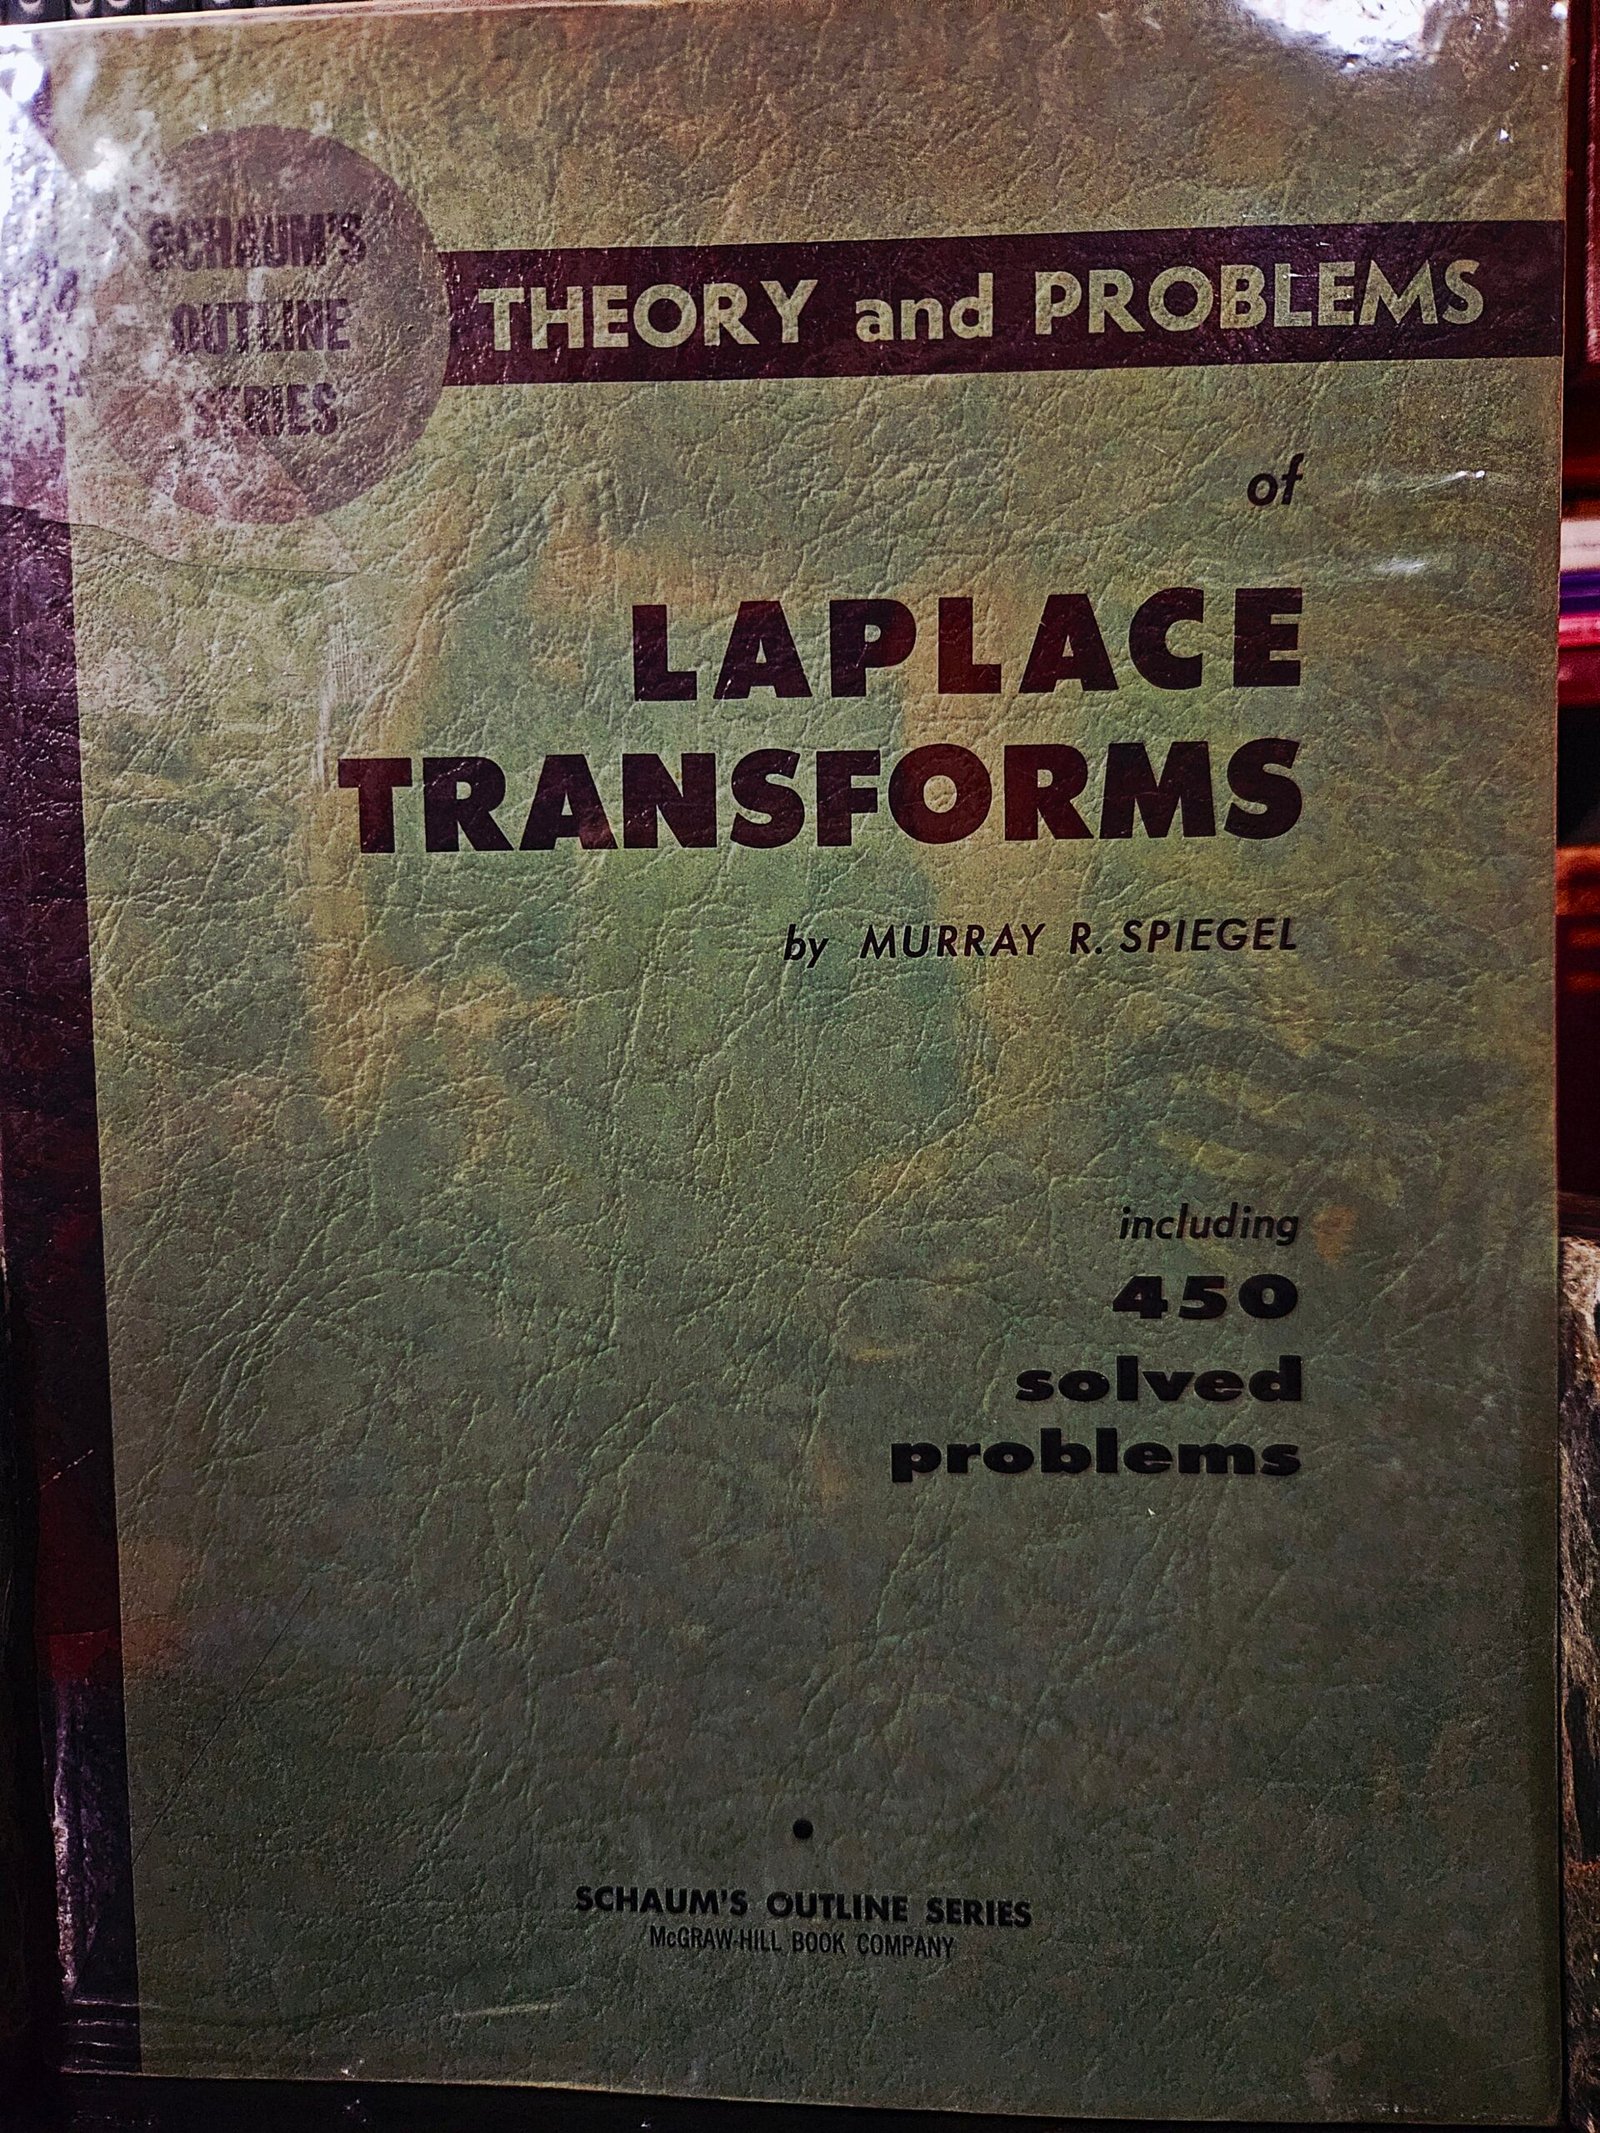 SCHAUM'S
OUTLINE
SERIES
THEORY and PROBLEMS
of
LAPLACE
TRANSFORMS
by MURRAY R. SPIEGEL
including
450
solved
problems
SCHAUM'S OUTLINE SERIES
McGRAW-HILL BOOK COMPANY